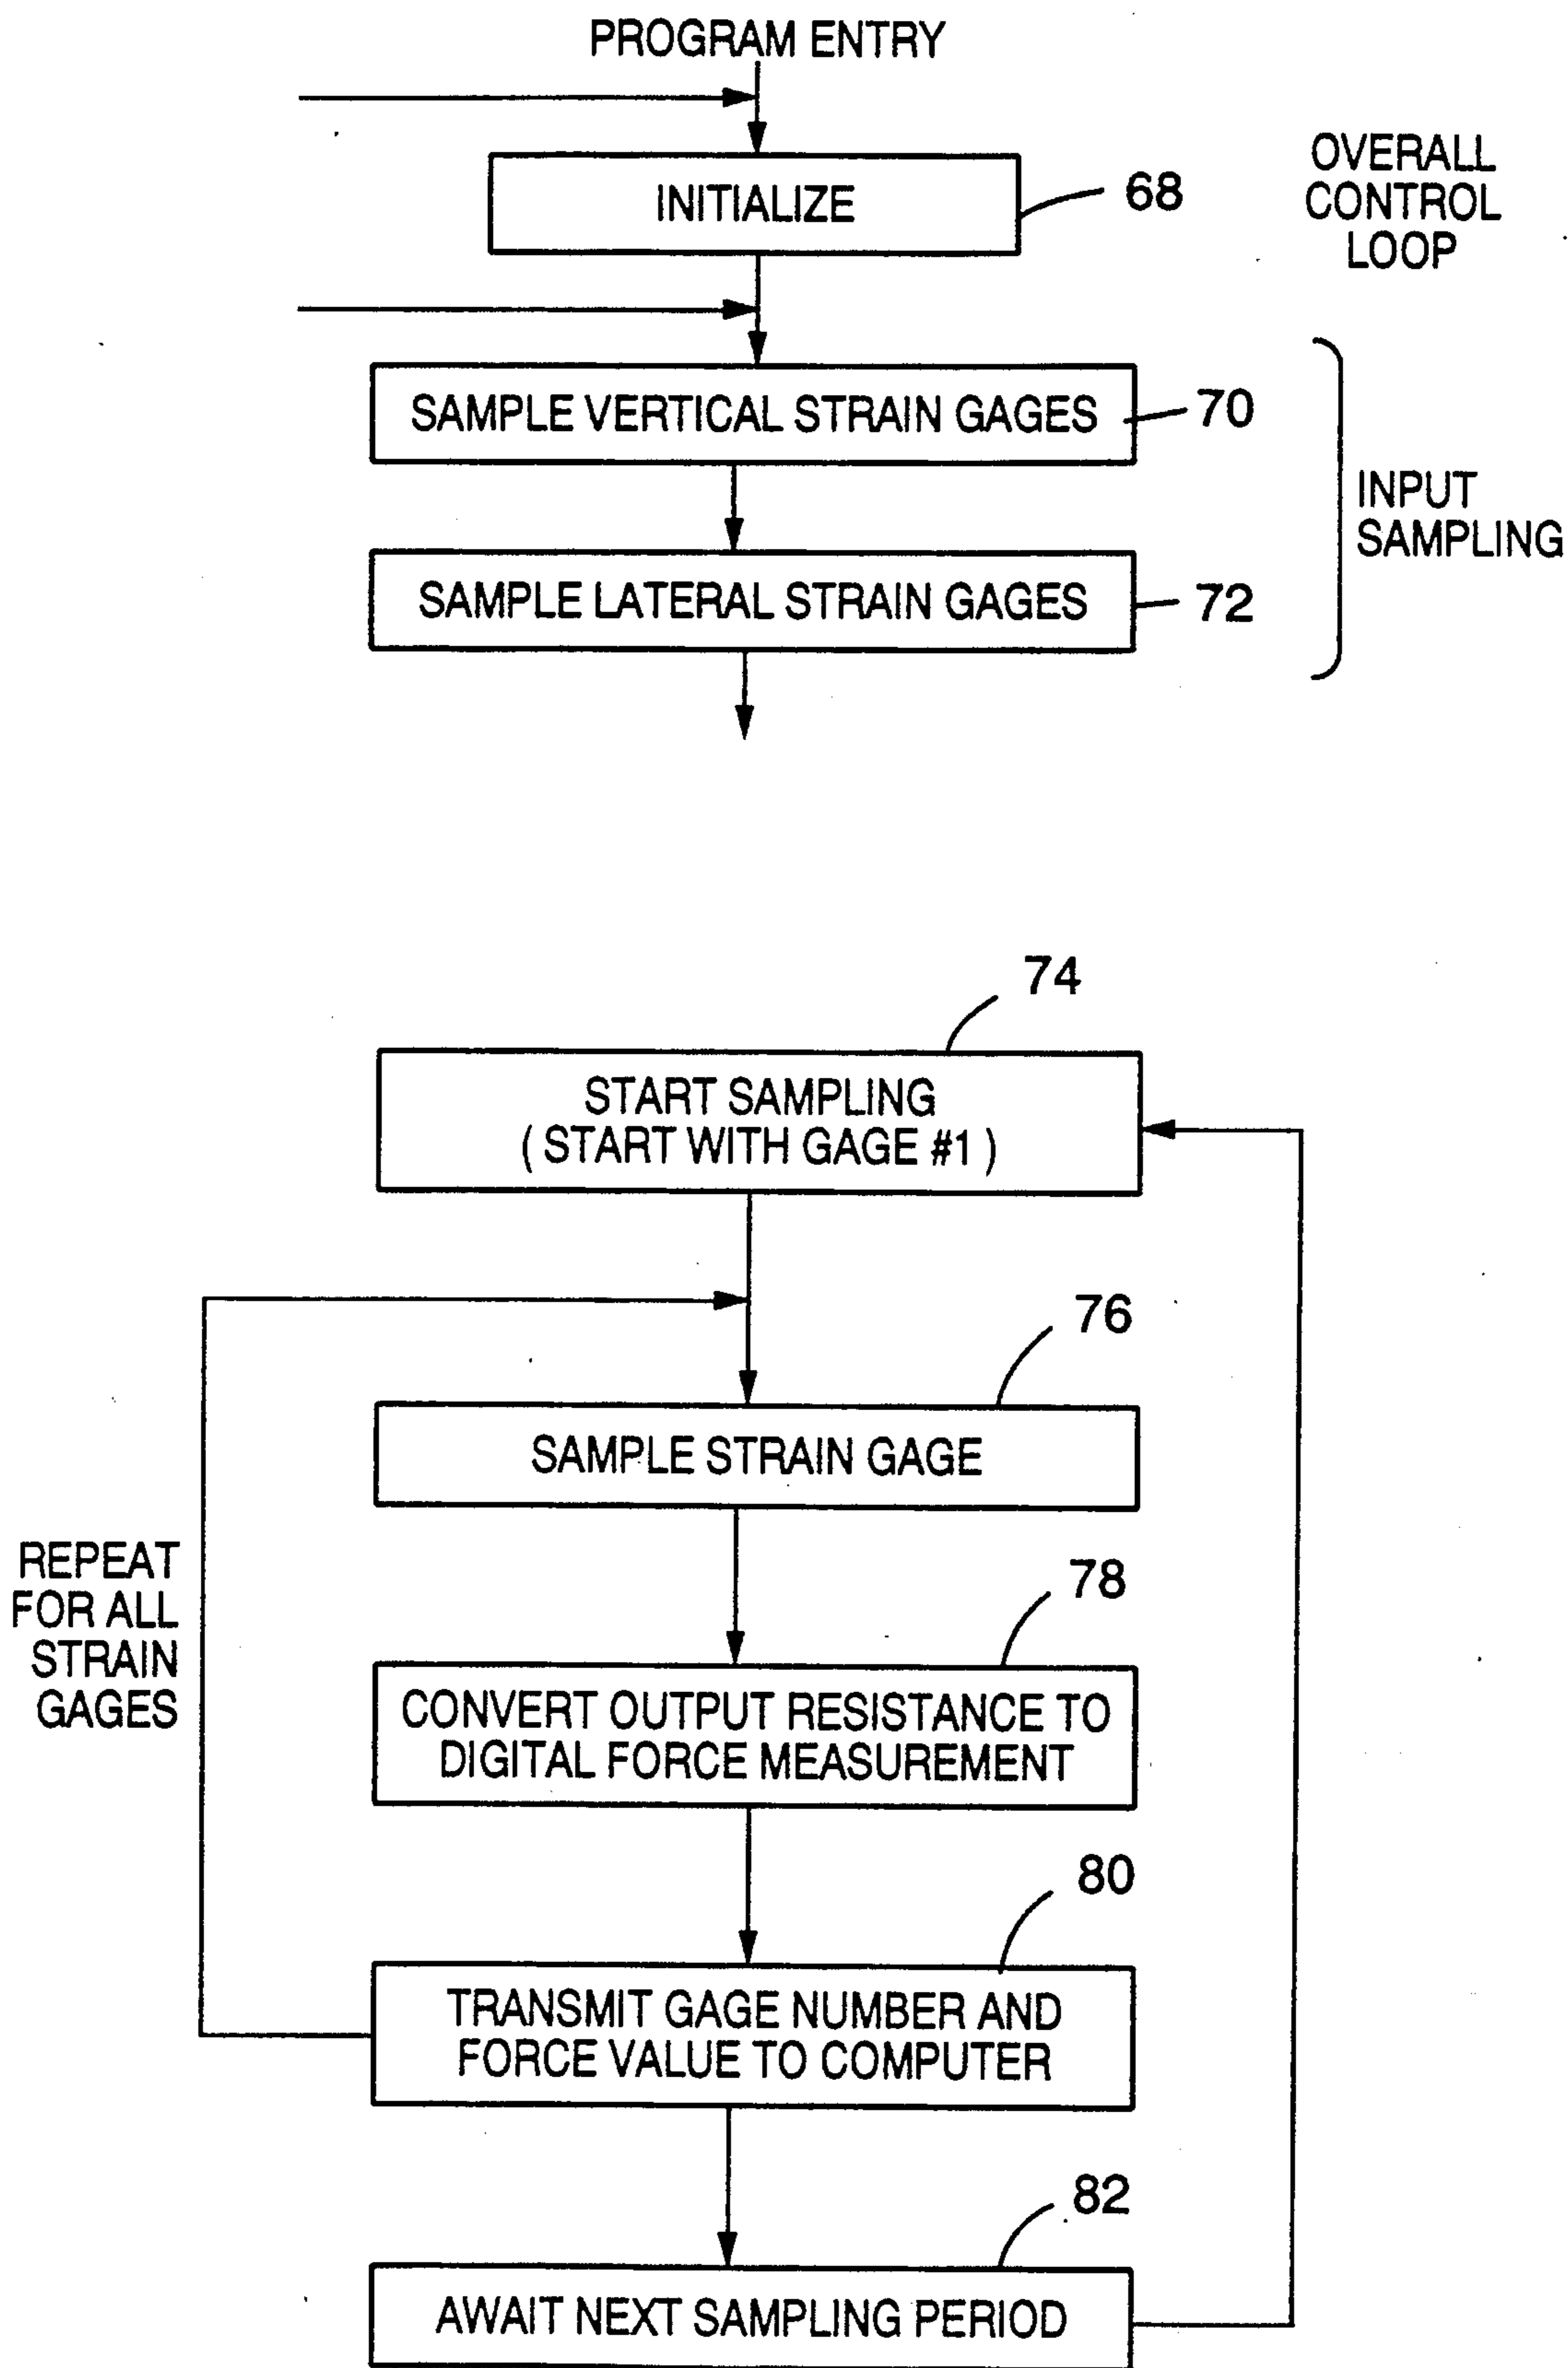 PROGRAM ENTRY
INITIALIZE
68
OVERALL
CONTROL
LOOP
SAMPLE VERTICAL STRAIN GAGES
70
SAMPLE LATERAL STRAIN GAGES
72
INPUT
SAMPLING
74
START SAMPLING
( START WITH GAGE #1 )
76
SAMPLE STRAIN GAGE
REPEAT
FOR ALL
STRAIN
GAGES
78
CONVERT OUTPUT RESISTANCE TO
DIGITAL FORCE MEASUREMENT
80
TRANSMIT GAGE NUMBER AND
FORCE VALUE TO COMPUTER
82
AWAIT NEXT SAMPLING PERIOD